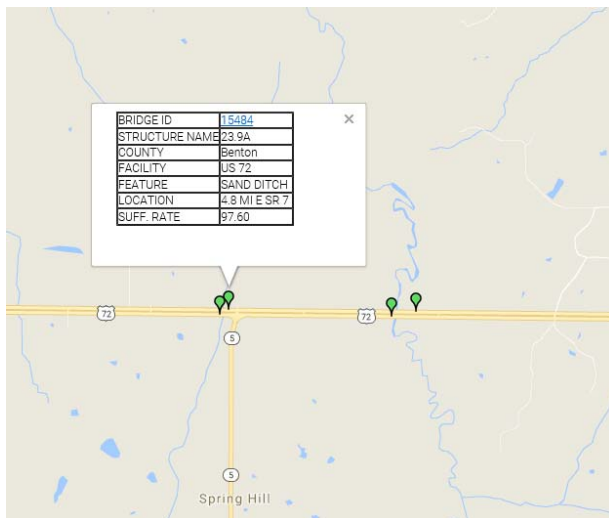 BRIDGE ID 15484
STRUCTURE NAME 23.9A
COUNTY Benton
FACILITY US 72
FEATURE SAND DITCH
LOCATION 4.8 MI E SR 7
SUFF. RATE 97.60
×
72
72
5
5
Spring Hill